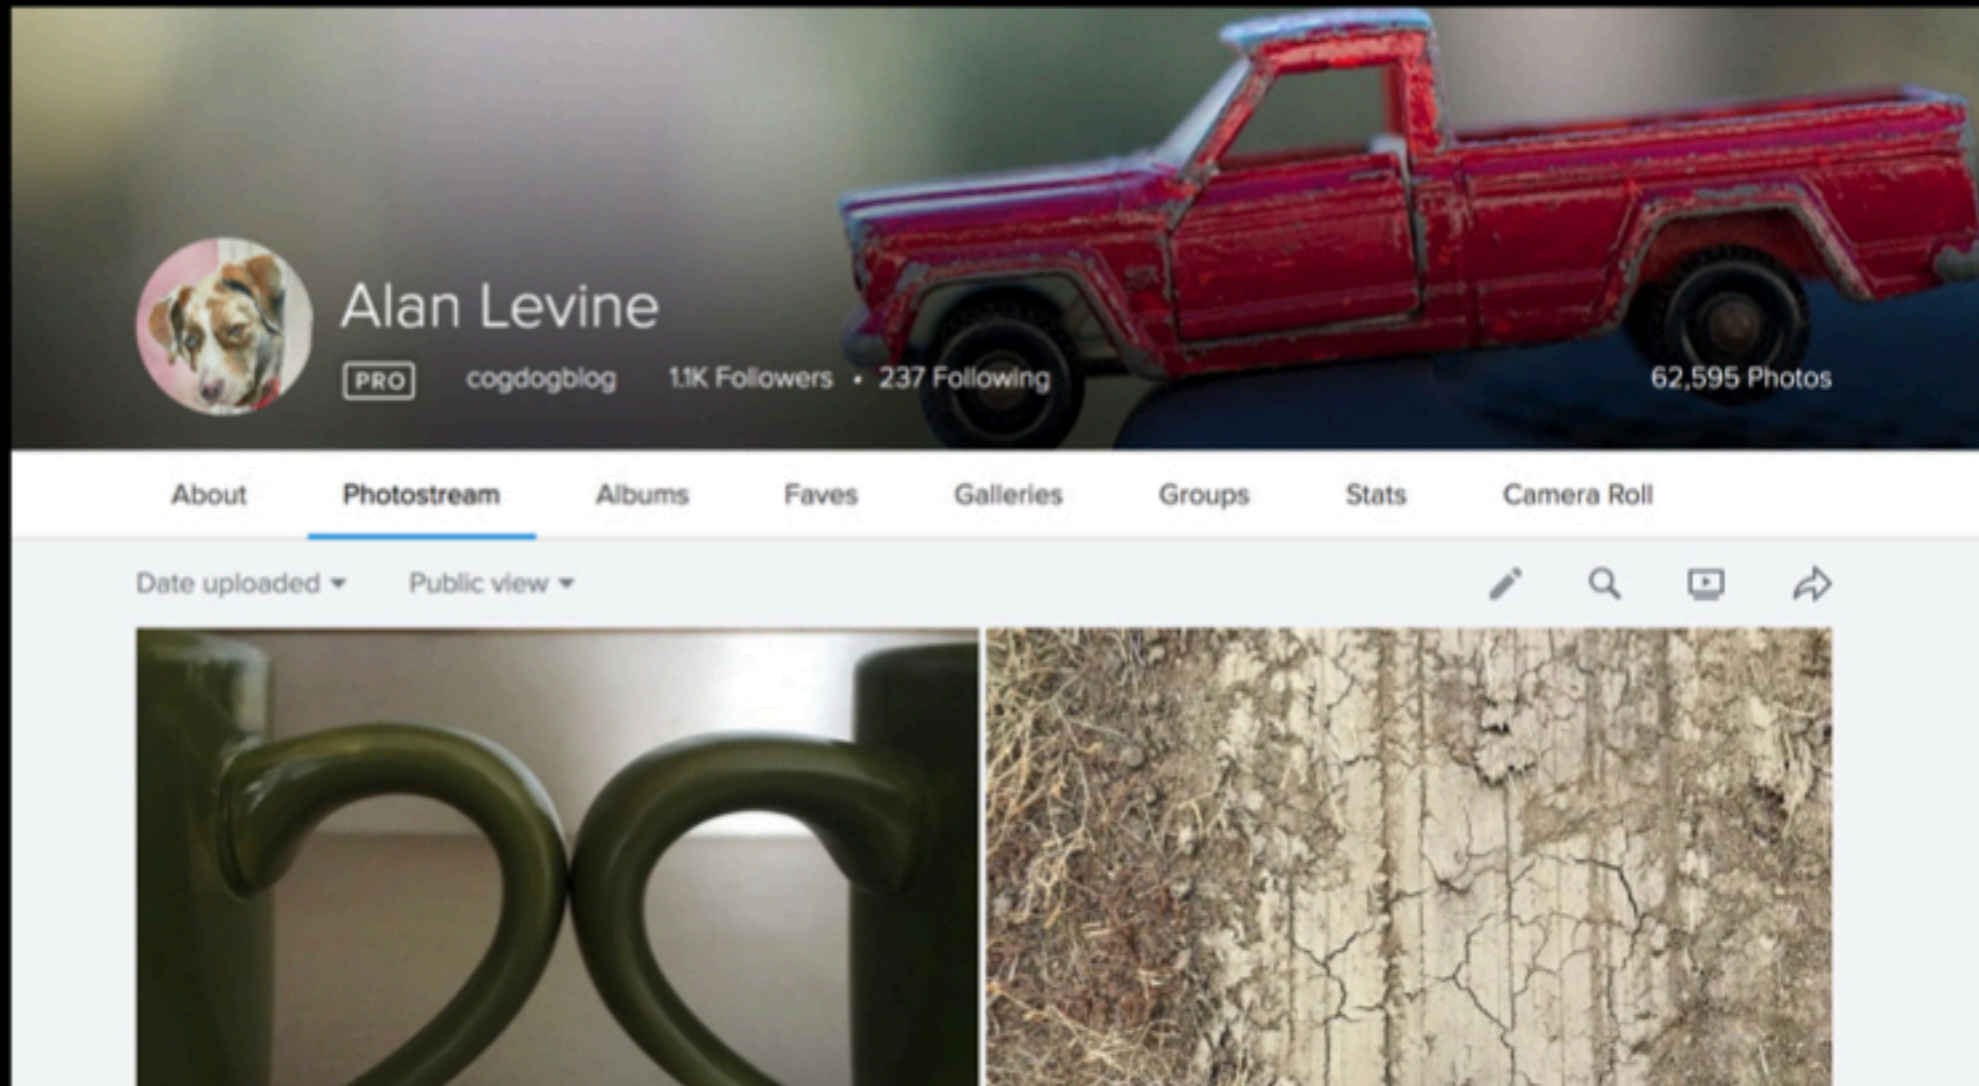 Alan Levine
PRO cogdogblog 1.1K Followers • 237 Following 62,595 Photos
About Photostream Albums Faves Galleries Groups Stats Camera Roll
Date uploaded Public view